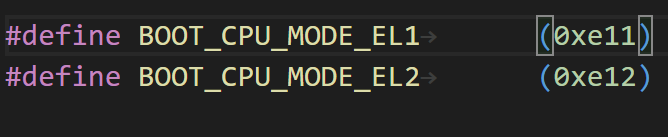 #define BOOT_CPU_MODE_EL1 (0xe11)
#define BOOT_CPU_MODE_EL2 (0xe12)